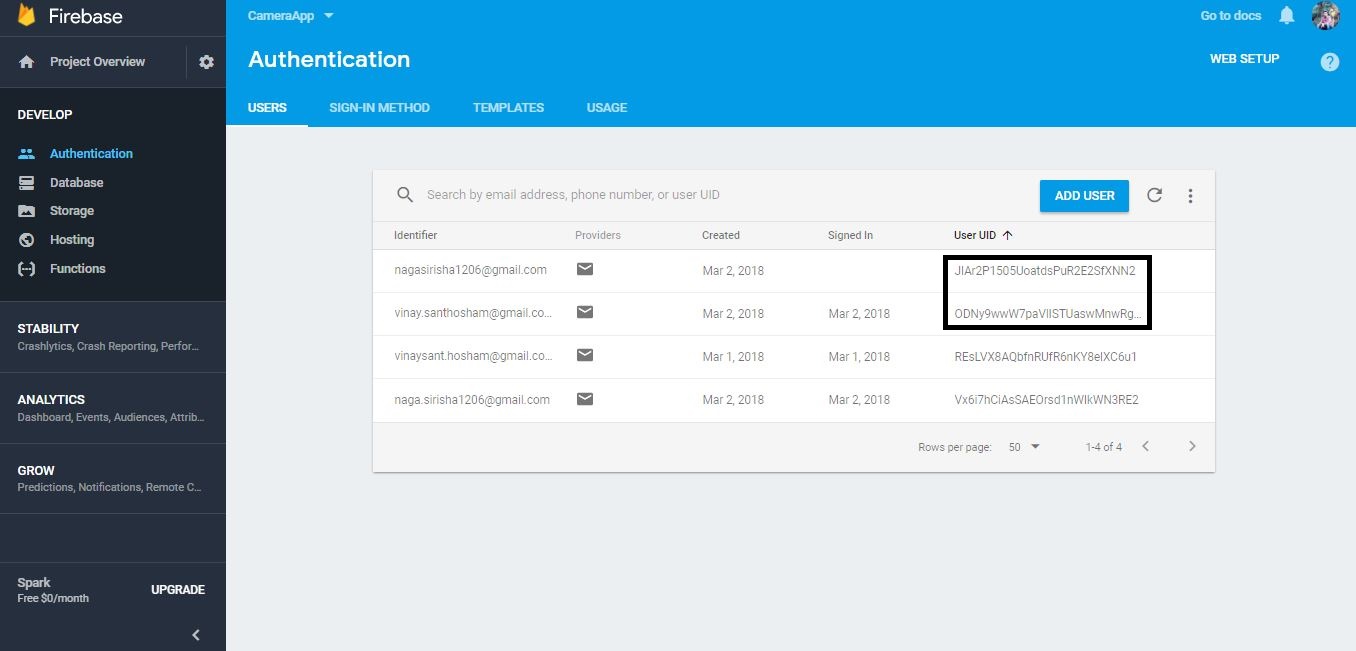 Firebase
CameraApp
Go to docs
Project Overview
Authentication
WEB SETUP
?
USERS SIGN-IN METHOD TEMPLATES USAGE
DEVELOP
Authentication
Database
Storage
Hosting
Functions
STABILITY
Crashlytics, Crash Reporting, Perfor...
ANALYTICS
Dashboard, Events, Audiences, Attrib...
GROW
Predictions, Notifications, Remote C...
Spark
Free $0/month
UPGRADE
Search by email address, phone number, or user UID
ADD USER
Identifier Providers Created Signed In User UID
nagasirisha1206@gmail.com Mar 2, 2018 JIAr2P1505UoatdsPuR2E2SfXNN2
vinay.santhosham@gmail.co... Mar 2, 2018 Mar 2, 2018 ODNy9wwW7paVIISTUaswMnwRg...
vinaysant.hosham@gmail.co... Mar 1, 2018 Mar 1, 2018 REsLVX8AQbfnRUfR6nKY8elXC6u1
naga.sirisha1206@gmail.com Mar 2, 2018 Mar 2, 2018 Vx6i7hCiAsSAEOrsd1nWIkWN3RE2
Rows per page: 50 1-4 of 4